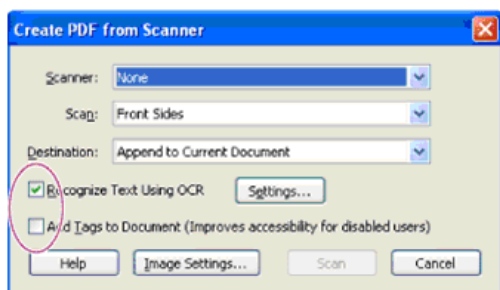 Create PDF from Scanner
Scanner: None
Scan: Front Sides
Destination: Append to Current Document
Recognize Text Using OCR Settings...
Add Tags to Document (Improves accessibility for disabled users)
Help Image Settings... Scan Cancel